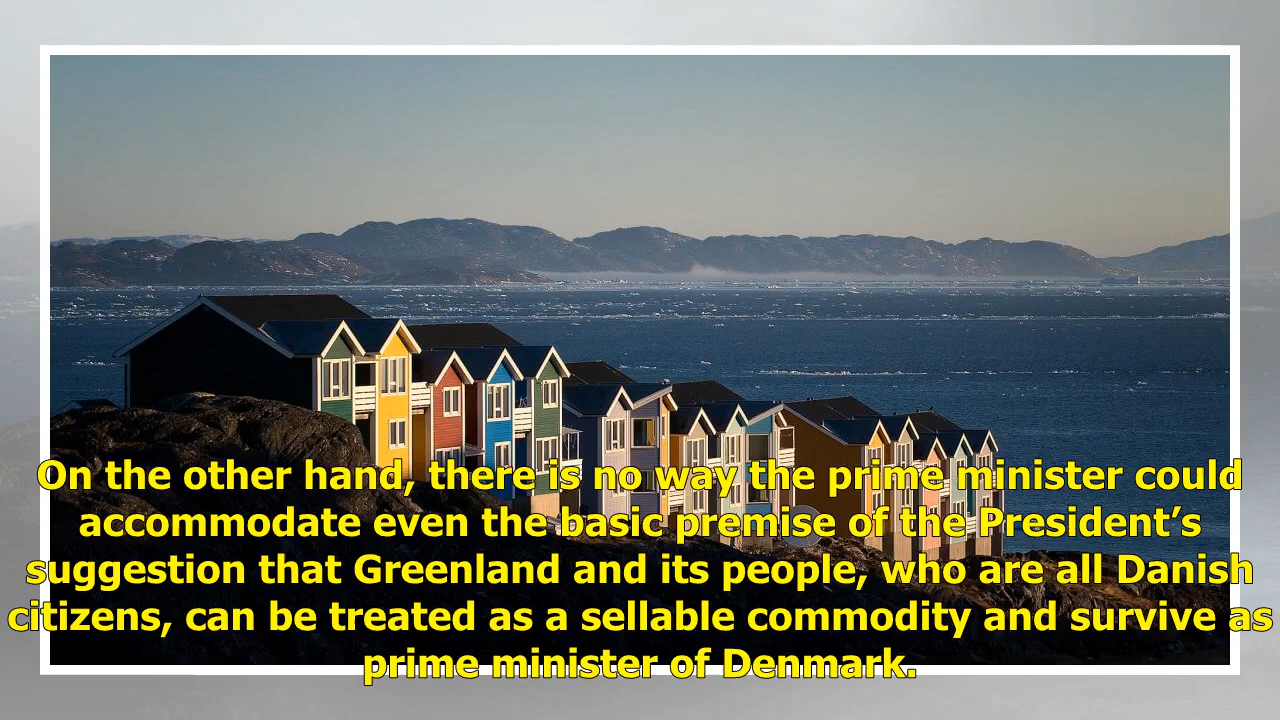 On the other hand, there is no way the prime minister could
accommodate even the basic premise of the President’s
suggestion that Greenland and its people, who are all Danish
citizens, can be treated as a sellable commodity and survive as
prime minister of Denmark.